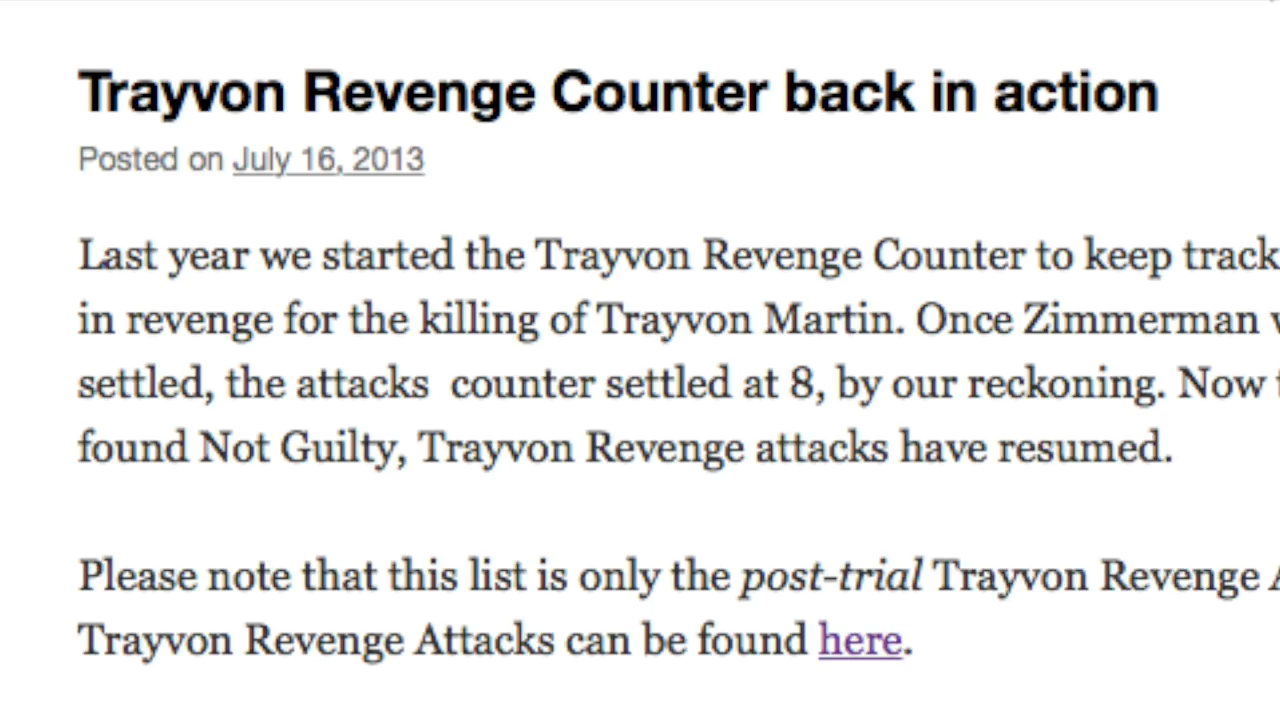 Trayvon Revenge Counter back in action
Posted on July 16, 2013
Last year we started the Trayvon Revenge Counter to keep track
in revenge for the killing of Trayvon Martin. Once Zimmerman
settled, the attacks  counter settled at 8, by our reckoning. Now
found Not Guilty, Trayvon Revenge attacks have resumed.
Please note that this list is only the post-trial Trayvon Revenge
Trayvon Revenge Attacks can be found here.